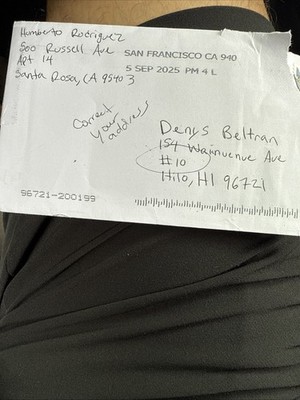 Humberto Rodriguez
500 Russell Ave
Apt 14
Santa Rosa, CA 95403
SAN FRANCISCO CA 940
5 SEP 2025 PM 4 L
Correct
your
address
Denys Beltran
154 Wainuenue Ave
#10
Hilo, HI 96721
96721-200199